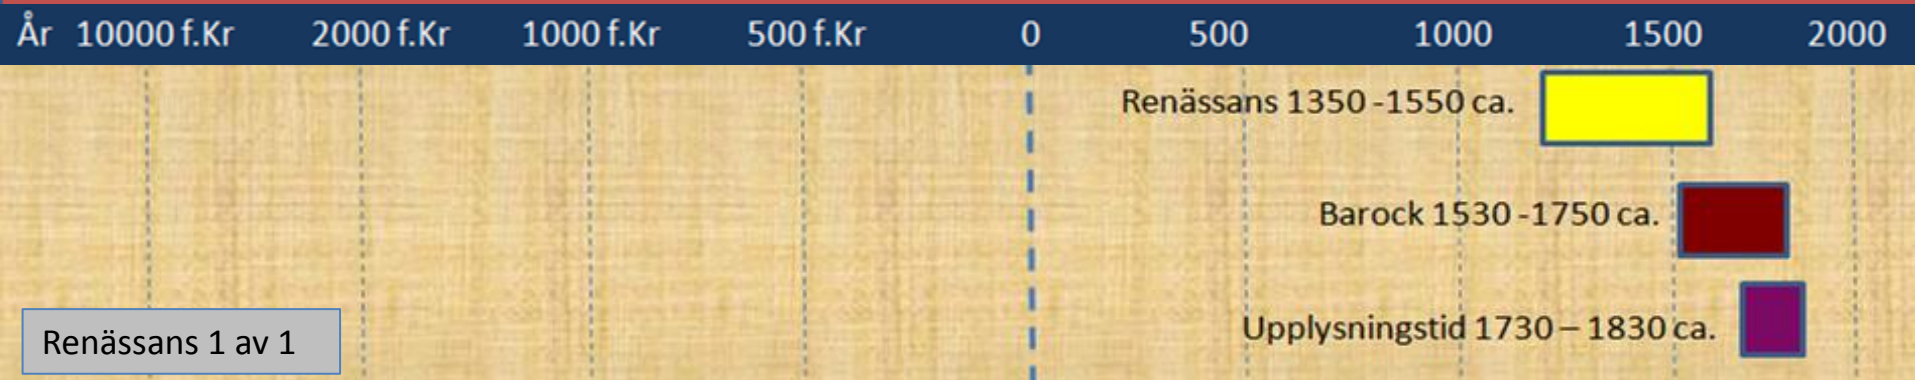 År 10000 f.Kr 2000 f.Kr 1000 f.Kr 500 f.Kr 0 500 1000 1500 2000
Renässans 1350 -1550 ca.
Barock 1530 -1750 ca.
Upplysningstid 1730 – 1830 ca.
Renässans 1 av 1